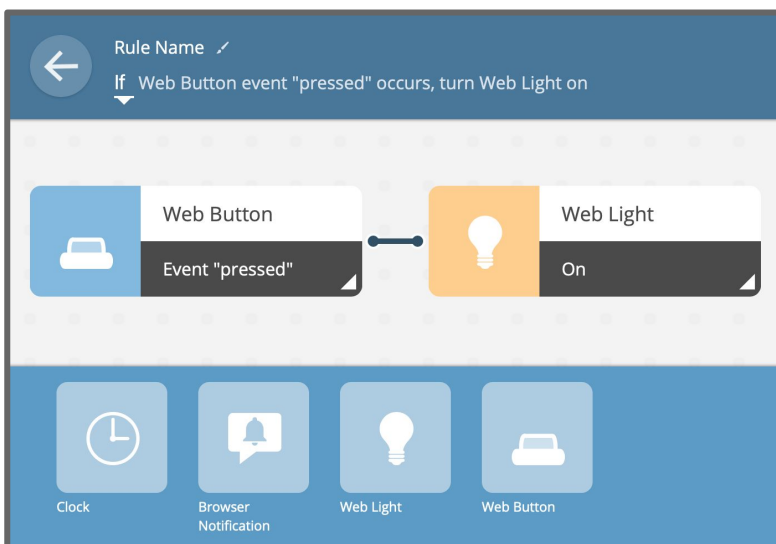 Rule Name
If Web Button event "pressed" occurs, turn Web Light on
Web Button
Event "pressed"
Web Light
On
Clock
Browser
Notification
Web Light
Web Button